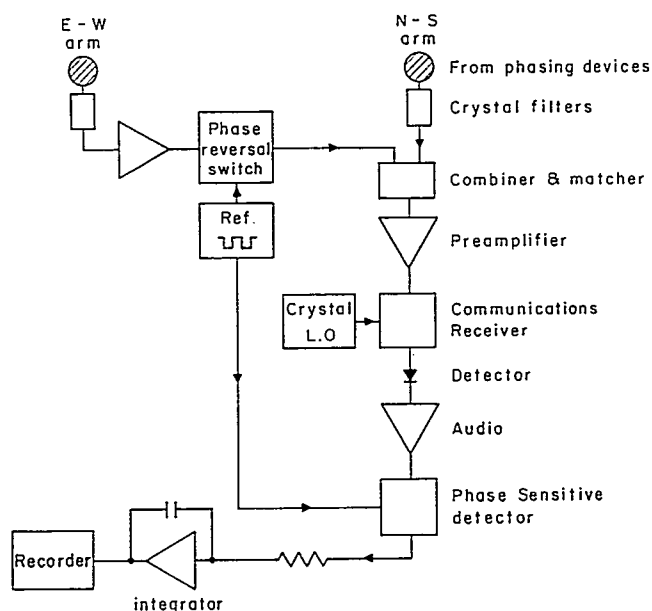 E-W
arm
N-S
arm
From phasing devices
Crystal filters
Phase
reversal
switch
Combiner & matcher
Ref.
Preamplifier
Crystal
L.O
Communications
Receiver
Detector
Audio
Phase Sensitive
detector
Recorder
integrator